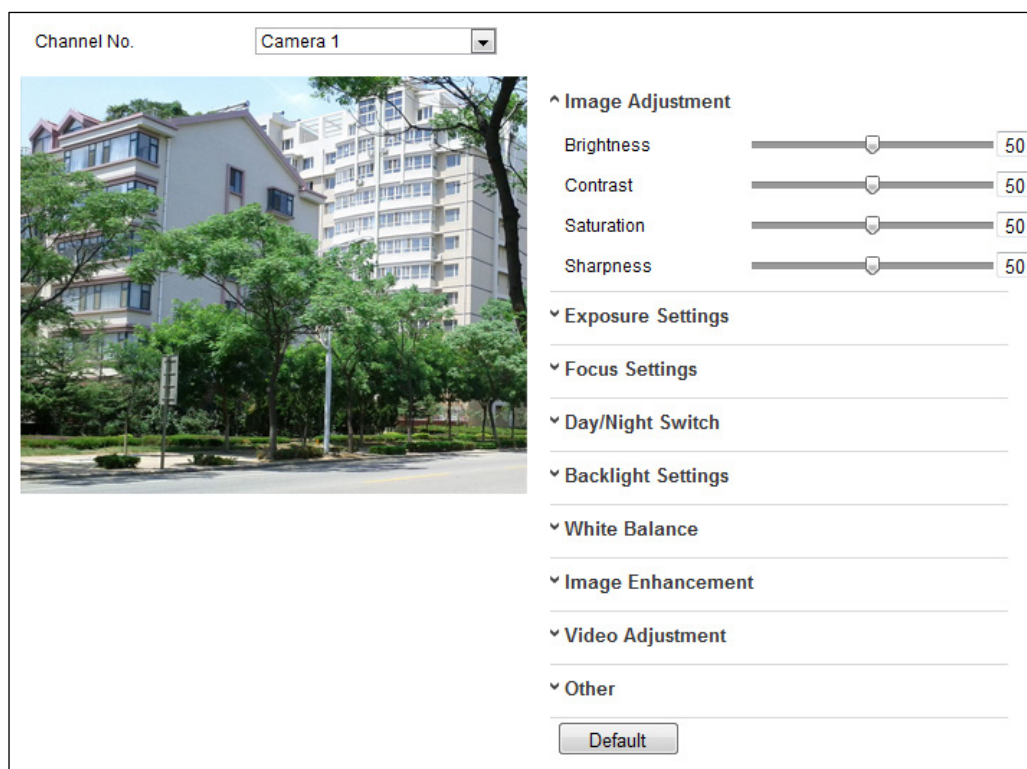 Channel No. Camera 1
Image Adjustment
Brightness 50
Contrast 50
Saturation 50
Sharpness 50
Exposure Settings
Focus Settings
Day/Night Switch
Backlight Settings
White Balance
Image Enhancement
Video Adjustment
Other
Default